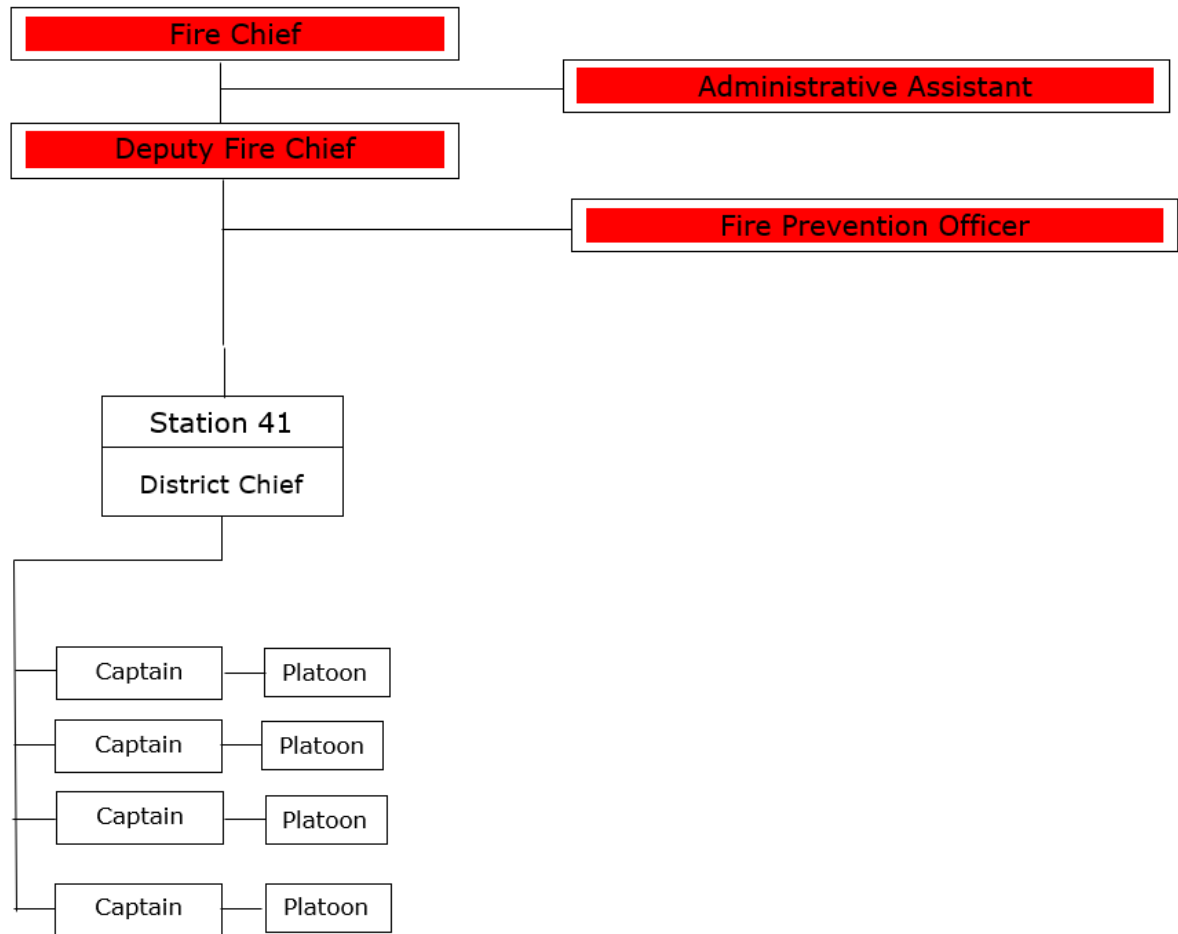 Fire Chief
Administrative Assistant
Deputy Fire Chief
Fire Prevention Officer
Station 41
District Chief
Captain
Platoon
Captain
Platoon
Captain
Platoon
Captain
Platoon